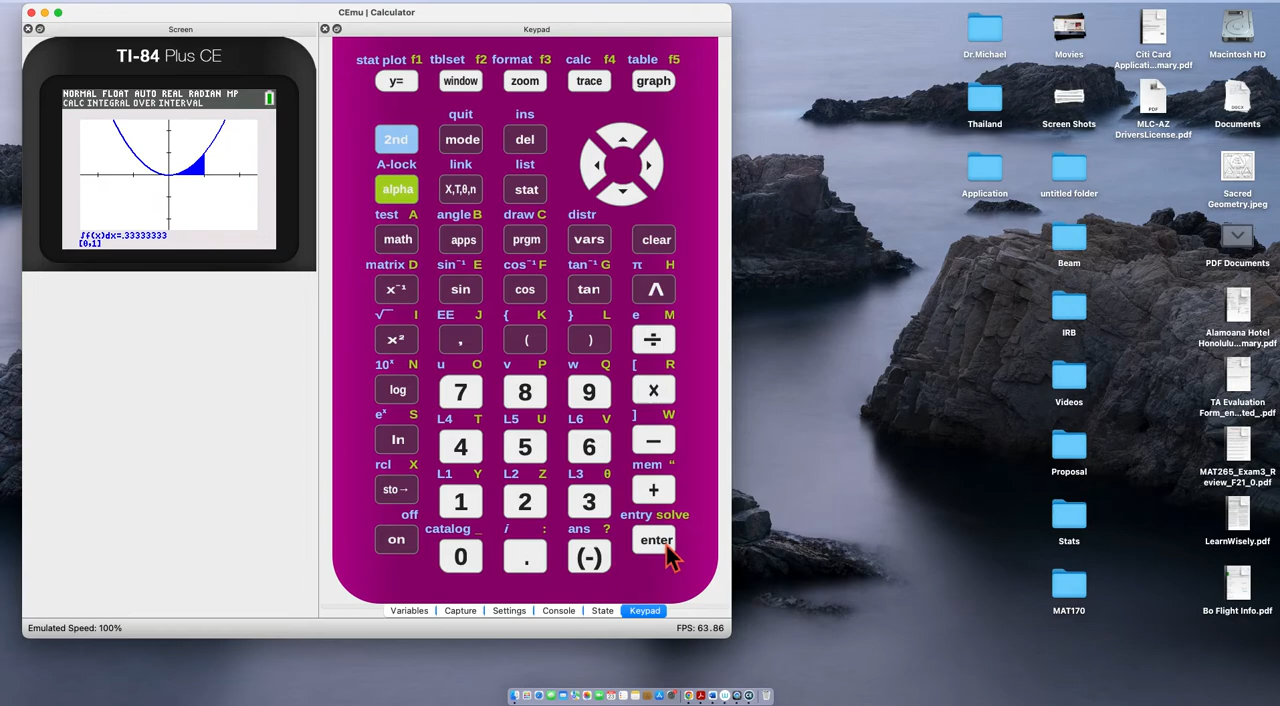 CEmu | Calculator
Screen
Keypad
TI-84 Plus CE
NORMAL FLOAT AUTO REAL RADIAN MP
CALC INTEGRAL OVER INTERVAL
∫f(x)dx=.33333333
[0,1]
stat plot f1 tblset f2 format f3 calc f4 table f5
y= window zoom trace graph
quit ins
2nd mode del
A-lock link list
alpha X,T,θ,n stat
test A angle B draw C distr
math apps prgm vars clear
matrix D sin⁻¹ E cos⁻¹ F tan⁻¹ G π H
x⁻¹ sin cos tan ^
√ I EE J { K } L e M
x² , ( ) ÷
10ˣ N u O v P w Q [ R
log 7 8 9 ×
eˣ S L4 T L5 U L6 V ] W
ln 4 5 6 −
rcl X L1 Y L2 Z L3 θ mem "
sto→ 1 2 3 +
off catalog _ i : ans ? entry solve
on 0 . (-) enter
Variables | Capture | Settings | Console | State | Keypad
Emulated Speed: 100%
FPS: 63.86
Dr.Michael
Movies
Citi Card
Applicati...mary.pdf
Macintosh HD
Thailand
Screen Shots
PDF
MLC-AZ
DriversLicense.pdf
DOCX
Documents
Application
untitled folder
Sacred
Geometry.jpeg
Beam
PDF Documents
IRB
Alamoana Hotel
Honolulu...mary.pdf
Videos
TA Evaluation
Form_en...ted_.pdf
Proposal
MAT265_Exam3_R
eview_F21_0.pdf
Stats
LearnWisely.pdf
MAT170
Bo Flight Info.pdf